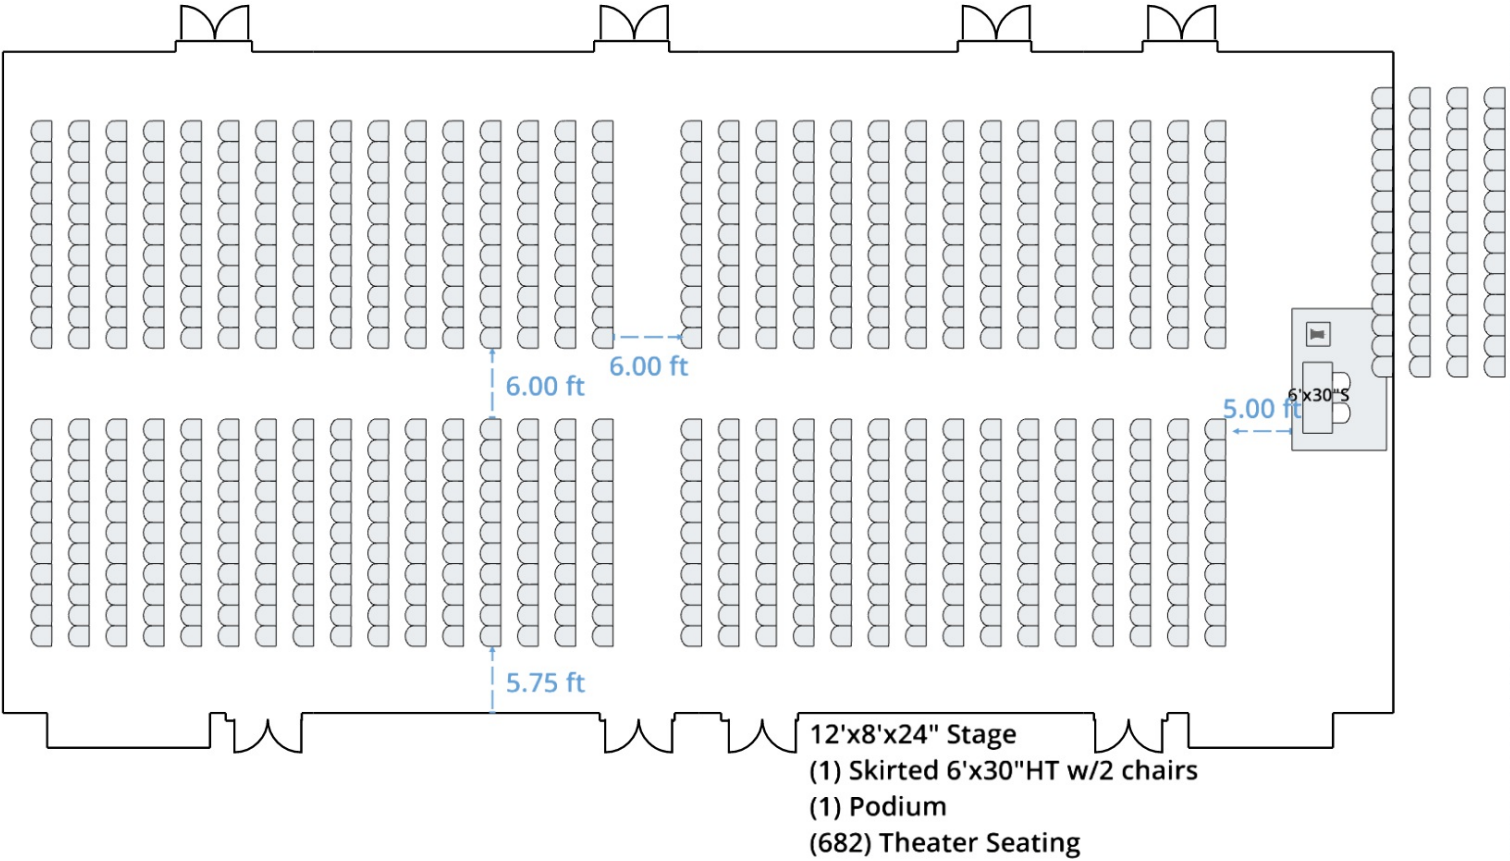 6.00 ft
6.00 ft
6'x30"S
5.00 ft
5.75 ft
12'x8'x24" Stage
(1) Skirted 6'x30"HT w/2 chairs
(1) Podium
(682) Theater Seating